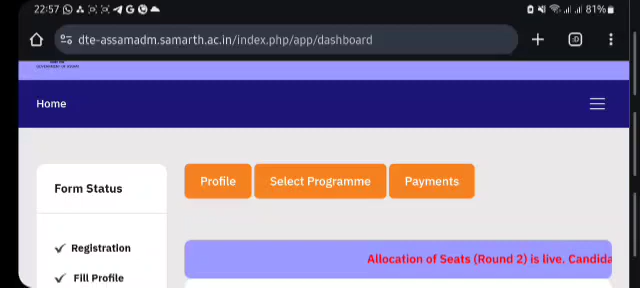 22:57 81%
dte-assamadm.samarth.ac.in/index.php/app/dashboard
:D
Home
Form Status
Profile Select Programme Payments
Registration
Allocation of Seats (Round 2) is live. Candida
Fill Profile